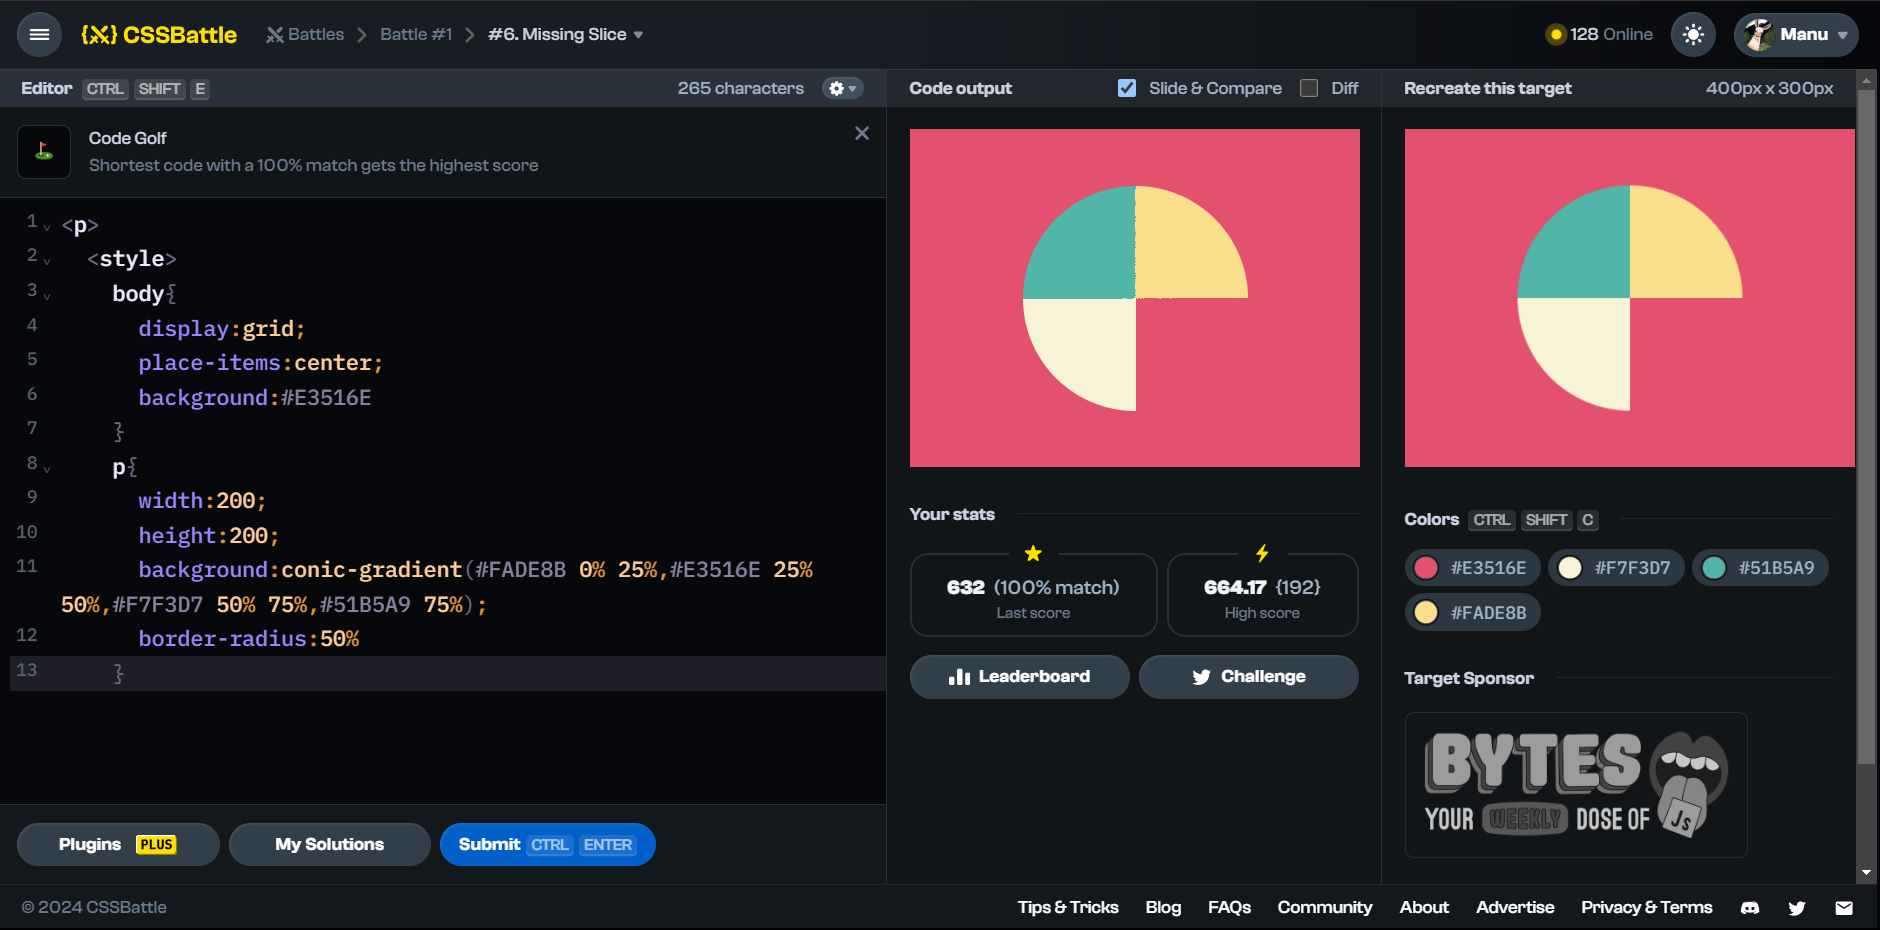 {X} CSSBattle
Battles
Battle #1
#6. Missing Slice
128 Online
Manu
Editor CTRL SHIFT E
265 characters
Code Golf
Shortest code with a 100% match gets the highest score
1 <p>
2 <style>
3 body{
4 display:grid;
5 place-items:center;
6 background:#E3516E
7 }
8 p{
9 width:200;
10 height:200;
11 background:conic-gradient(#FADE8B 0% 25%,#E3516E 25%
50%,#F7F3D7 50% 75%,#51B5A9 75%);
12 border-radius:50%
13 }
Plugins PLUS
My Solutions
Submit CTRL ENTER
Code output
Slide & Compare
Diff
Your stats
632 (100% match)
Last score
664.17 {192}
High score
Leaderboard
Challenge
Recreate this target
400px x 300px
Colors CTRL SHIFT C
#E3516E
#F7F3D7
#51B5A9
#FADE8B
Target Sponsor
BYTES
YOUR WEEKLY DOSE OF
JS
© 2024 CSSBattle
Tips & Tricks
Blog
FAQs
Community
About
Advertise
Privacy & Terms